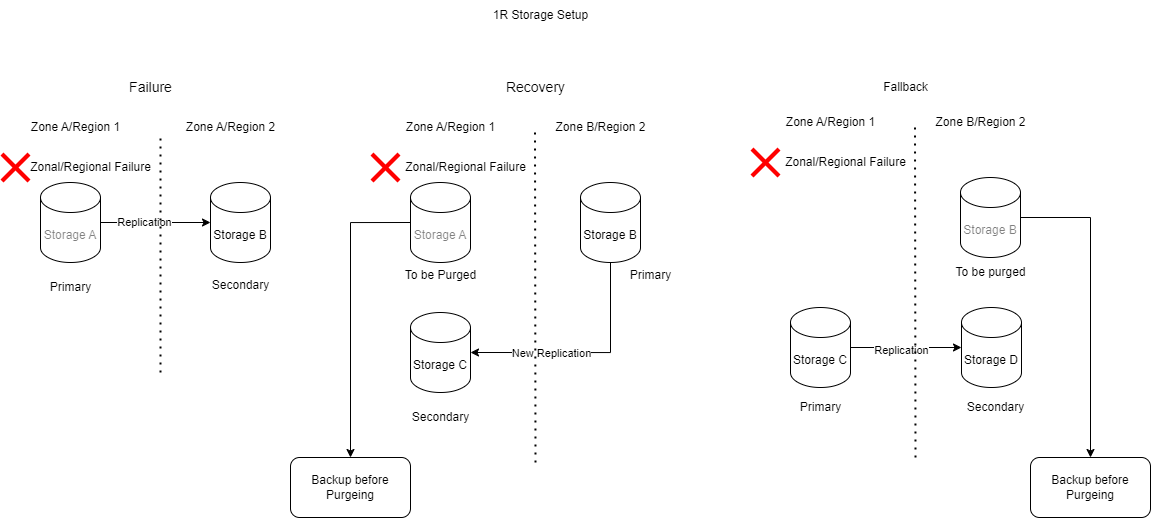 1R Storage Setup
Failure
Zone A/Region 1
Zone A/Region 2
Zonal/Regional Failure
Storage A
Replication
Storage B
Primary
Secondary
Recovery
Zone A/Region 1
Zone B/Region 2
Zonal/Regional Failure
Storage A
Storage B
To be Purged
Primary
New Replication
Storage C
Secondary
Backup before
Purgeing
Fallback
Zone A/Region 1
Zone B/Region 2
Zonal/Regional Failure
Storage B
To be purged
Storage C
Replication
Storage D
Primary
Secondary
Backup before
Purgeing